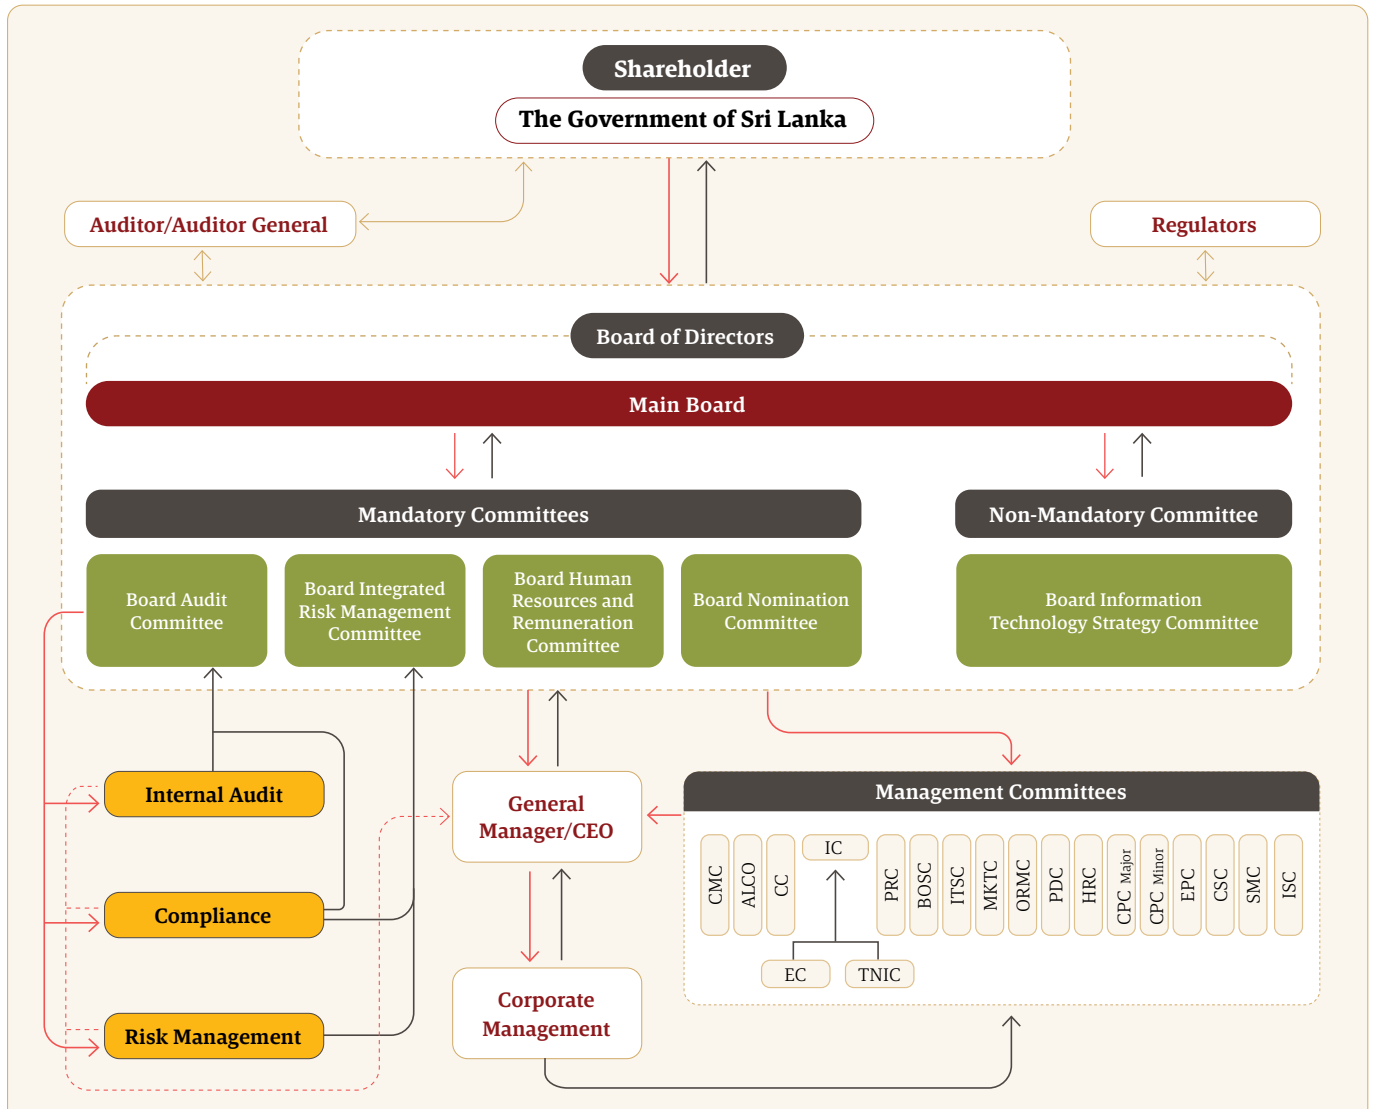 Shareholder
The Government of Sri Lanka
Auditor/Auditor General
Regulators
Board of Directors
Main Board
Mandatory Committees
Non-Mandatory Committee
Board Audit
Committee
Board Integrated
Risk Management
Committee
Board Human
Resources and
Remuneration
Committee
Board Nomination
Committee
Board Information
Technology Strategy Committee
Internal Audit
Compliance
Risk Management
General
Manager/CEO
Corporate
Management
Management Committees
CMC
ALCO
CC
IC
EC
TNIC
PRC
BOSC
ITSC
MKTC
ORMC
PDC
HRC
CPC Major
CPC Minor
EPC
CSC
SMC
ISC